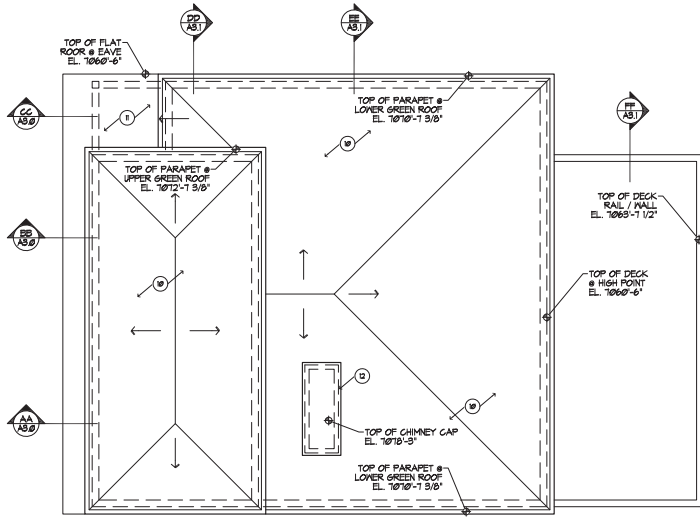 DD
A3.1
EE
A3.1
TOP OF FLAT
ROOR @ EAVE
EL. 7060'-6"
CC
A3.0
11
TOP OF PARAPET @
LOWER GREEN ROOF
EL. 7070'-7 3/8"
FF
A3.1
10
TOP OF PARAPET @
UPPER GREEN ROOF
EL. 7072'-7 3/8"
TOP OF DECK
RAIL / WALL
EL. 7063'-7 1/2"
BB
A3.0
10
TOP OF DECK
@ HIGH POINT
EL. 7060'-6"
12
10
AA
A3.0
TOP OF CHIMNEY CAP
EL. 7078'-3"
TOP OF PARAPET @
LOWER GREEN ROOF
EL. 7070'-7 3/8"